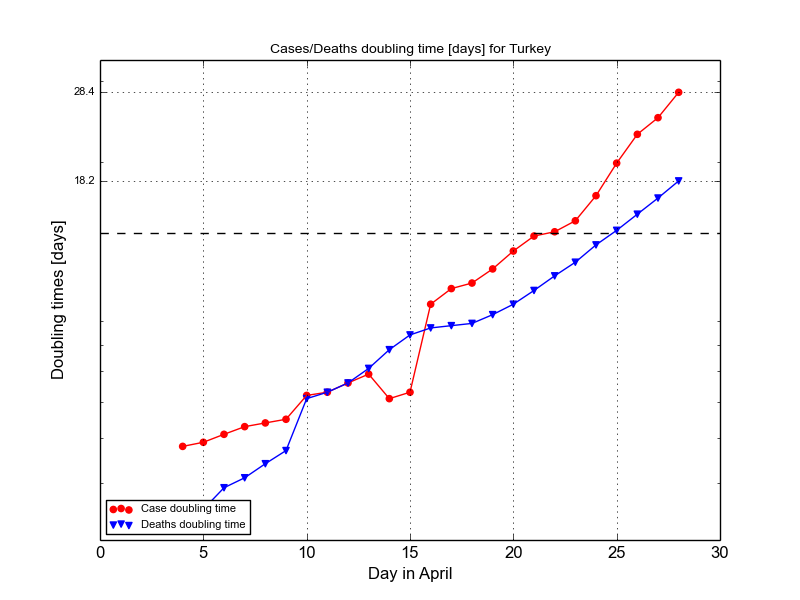 Cases/Deaths doubling time [days] for Turkey
28.4
18.2
Doubling times [days]
Case doubling time
Deaths doubling time
0 5 10 15 20 25 30
Day in April